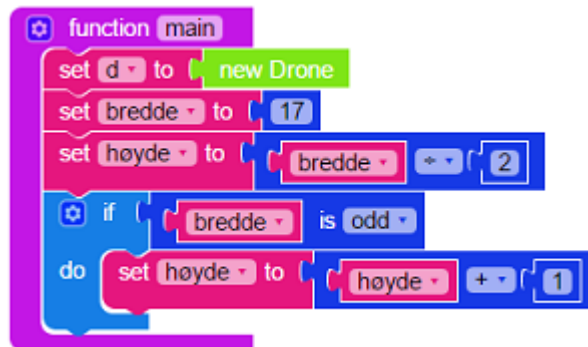 function main
set d to new Drone
set bredde to 17
set høyde to bredde ÷ 2
if bredde is odd
do set høyde to høyde + 1